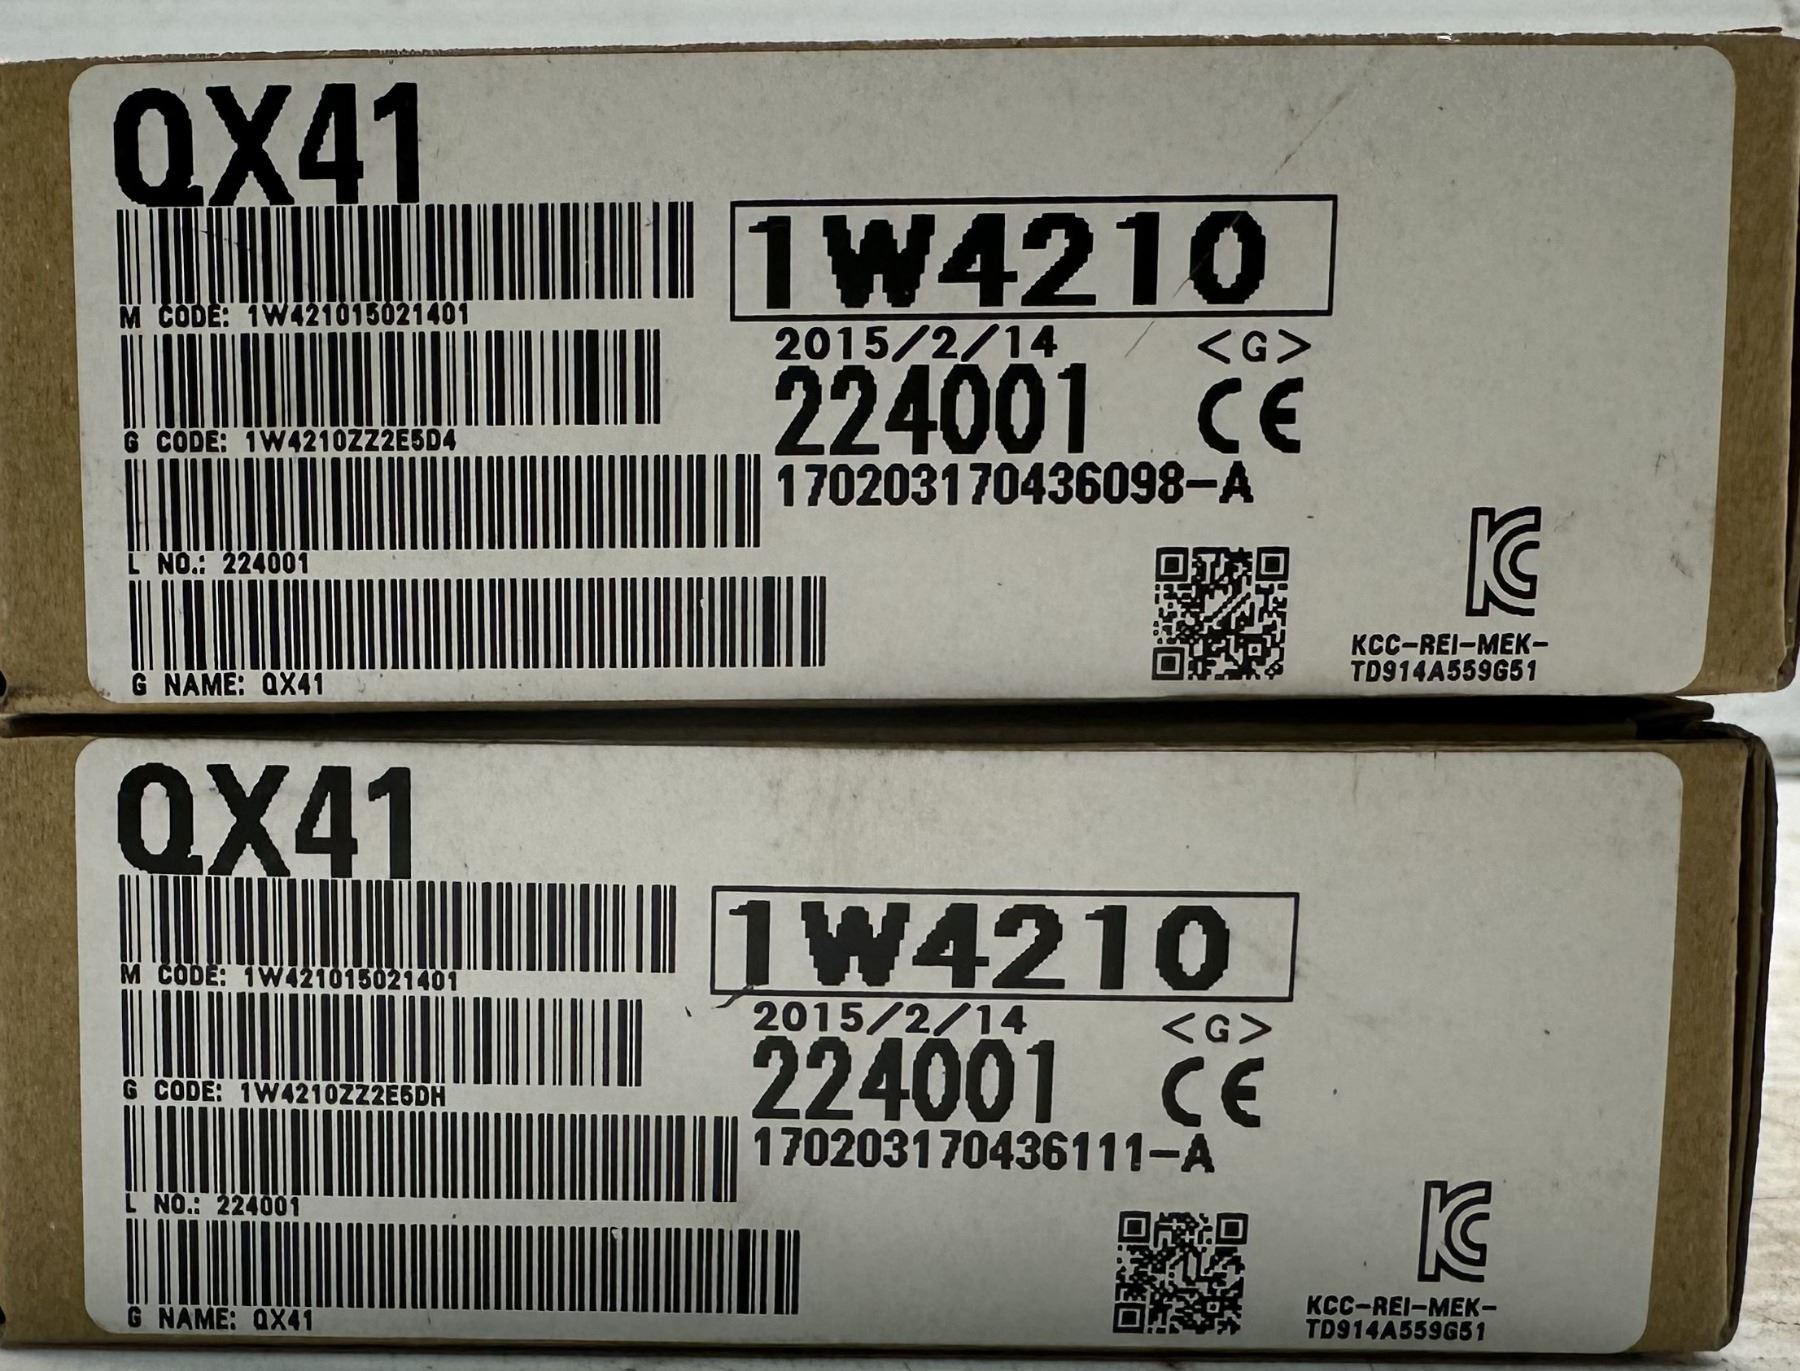 QX41
1W4210
M CODE: 1W421015021401
2015/2/14 <G>
224001 CE
G CODE: 1W4210ZZ2E5D4
170203170436098-A
L NO.: 224001
KC
KCC-REI-MEK-
TD914A559G51
G NAME: QX41
QX41
1W4210
M CODE: 1W421015021401
2015/2/14 <G>
224001 CE
G CODE: 1W4210ZZ2E5DH
170203170436111-A
L NO.: 224001
KC
KCC-REI-MEK-
TD914A559G51
G NAME: QX41